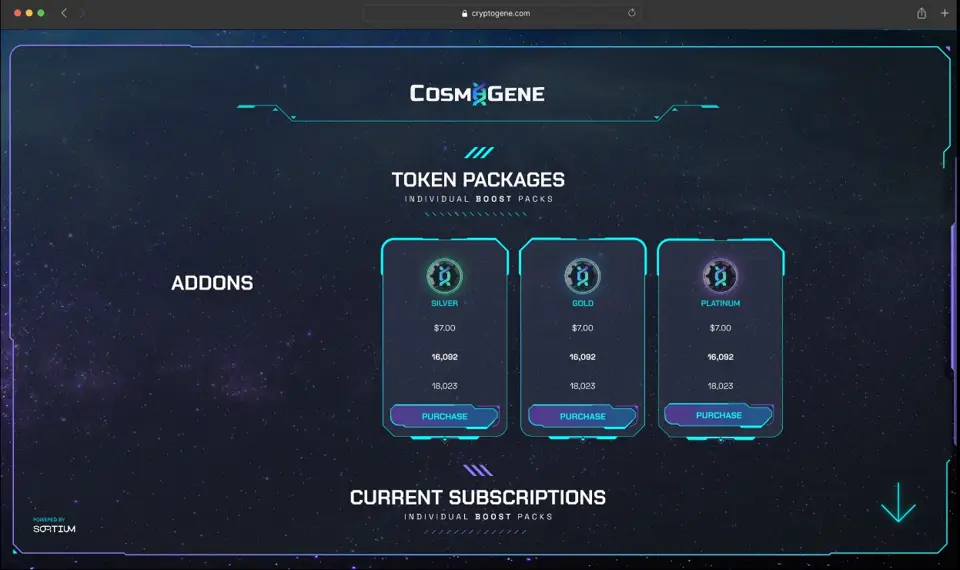 cryptogene.com
COSMOGENE
TOKEN PACKAGES
INDIVIDUAL BOOST PACKS
ADDONS
SILVER
$7.00
16,092
18,023
PURCHASE
GOLD
$7.00
16,092
18,023
PURCHASE
PLATINUM
$7.00
16,092
18,023
PURCHASE
CURRENT SUBSCRIPTIONS
INDIVIDUAL BOOST PACKS
POWERED BY
SORTIUM